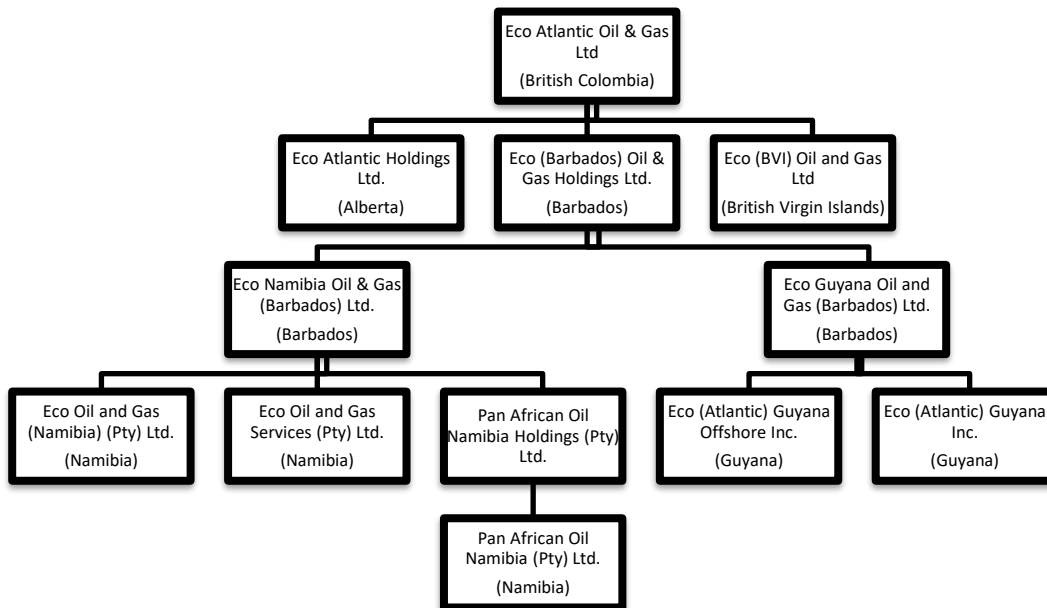 Eco Atlantic Oil & Gas
Ltd
(British Colombia)
Eco Atlantic Holdings
Ltd.
(Alberta)
Eco (Barbados) Oil &
Gas Holdings Ltd.
(Barbados)
Eco (BVI) Oil and Gas
Ltd
(British Virgin Islands)
Eco Namibia Oil & Gas
(Barbados) Ltd.
(Barbados)
Eco Guyana Oil and
Gas (Barbados) Ltd.
(Barbados)
Eco Oil and Gas
(Namibia) (Pty) Ltd.
(Namibia)
Eco Oil and Gas
Services (Pty) Ltd.
(Namibia)
Pan African Oil
Namibia Holdings (Pty)
Ltd.
Eco (Atlantic) Guyana
Offshore Inc.
(Guyana)
Eco (Atlantic) Guyana
Inc.
(Guyana)
Pan African Oil
Namibia (Pty) Ltd.
(Namibia)